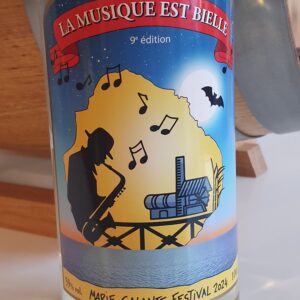 LA MUSIQUE EST BIELLE
9e édition
MARIE GALANTE FESTIVAL 2024